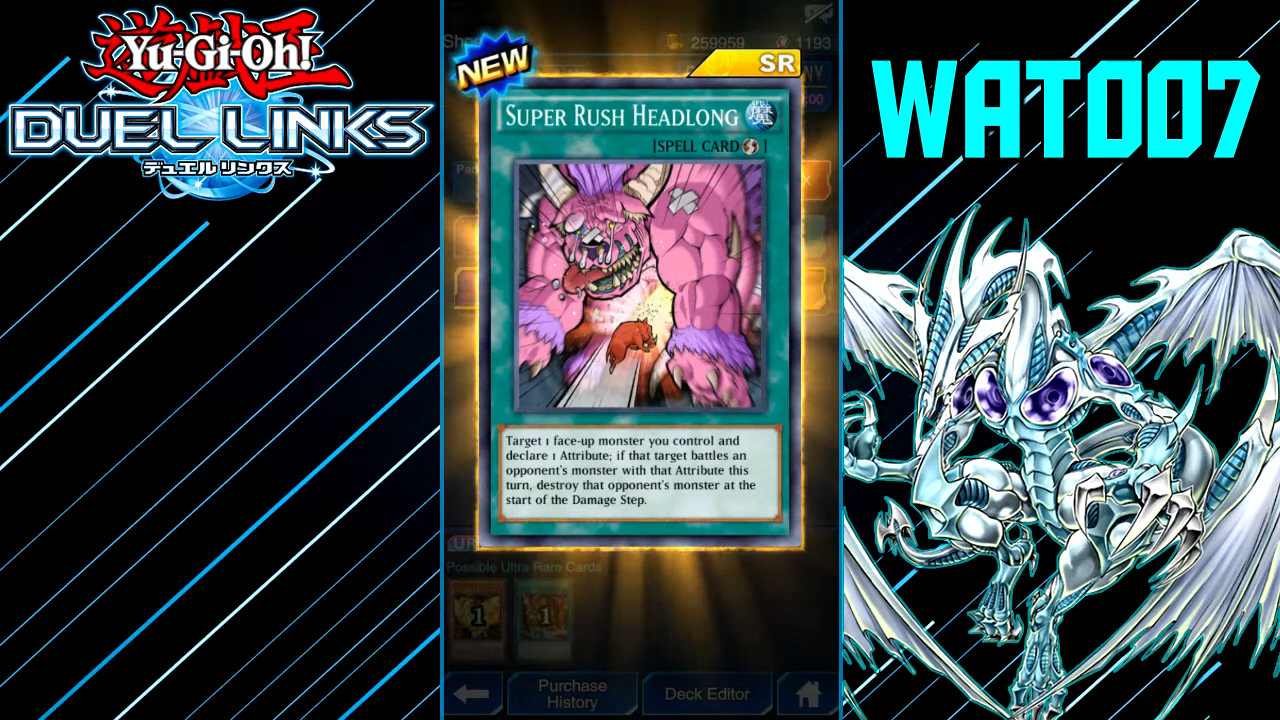 Yu-Gi-Oh!
DUEL LINKS
デュエル リンクス
259959
1193
NEW
SR
SUPER RUSH HEADLONG
魔
[SPELL CARD ]
Target 1 face-up monster you control and
declare 1 Attribute; if that target battles an
opponent's monster with that Attribute this
turn, destroy that opponent's monster at the
start of the Damage Step.
UR
Possible Ultra Rare Cards
1
1
Purchase
History
Deck Editor
WAT007